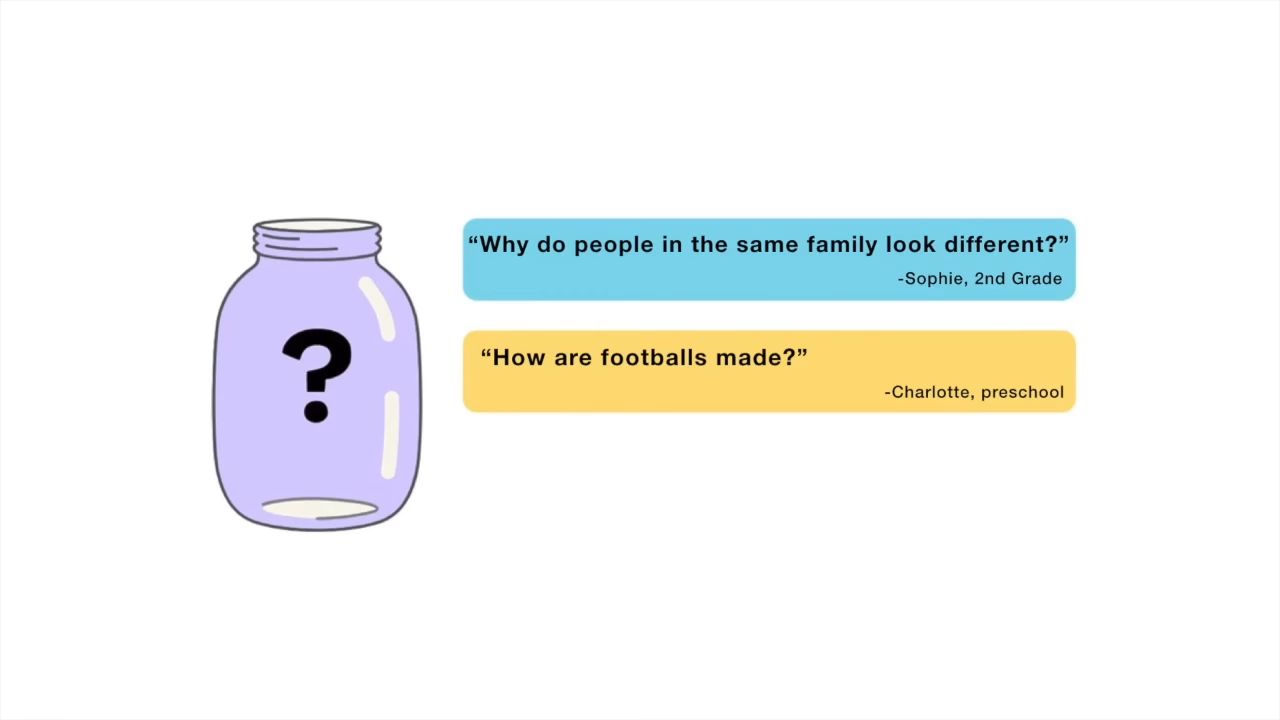 ?
“Why do people in the same family look different?”
-Sophie, 2nd Grade
“How are footballs made?”
-Charlotte, preschool